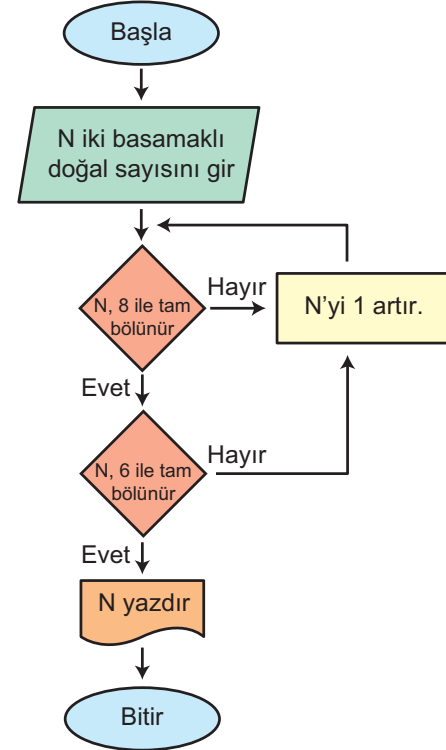 Başla
N iki basamaklı
doğal sayısını gir
N, 8 ile tam
bölünür
Hayır
N'yi 1 artır.
Evet
N, 6 ile tam
bölünür
Hayır
Evet
N yazdır
Bitir